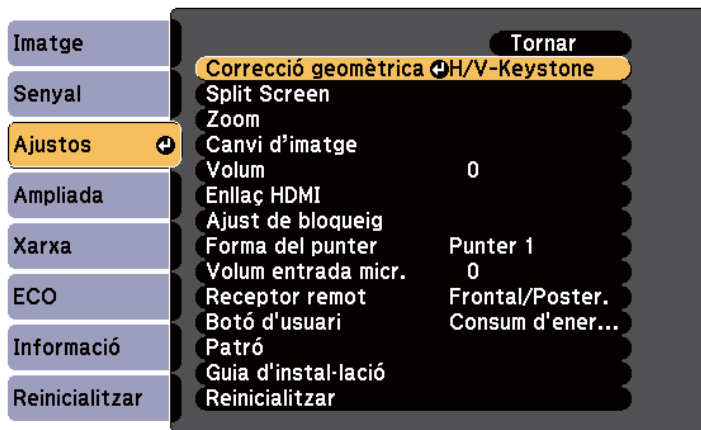 Imatge
Senyal
Ajustos
Ampliada
Xarxa
ECO
Informació
Reinicialitzar
Tornar
Correcció geomètrica H/V-Keystone
Split Screen
Zoom
Canvi d'imatge
Volum 0
Enllaç HDMI
Ajust de bloqueig
Forma del punter Punter 1
Volum entrada micr. 0
Receptor remot Frontal/Poster.
Botó d'usuari Consum d'ener...
Patró
Guia d'instal·lació
Reinicialitzar